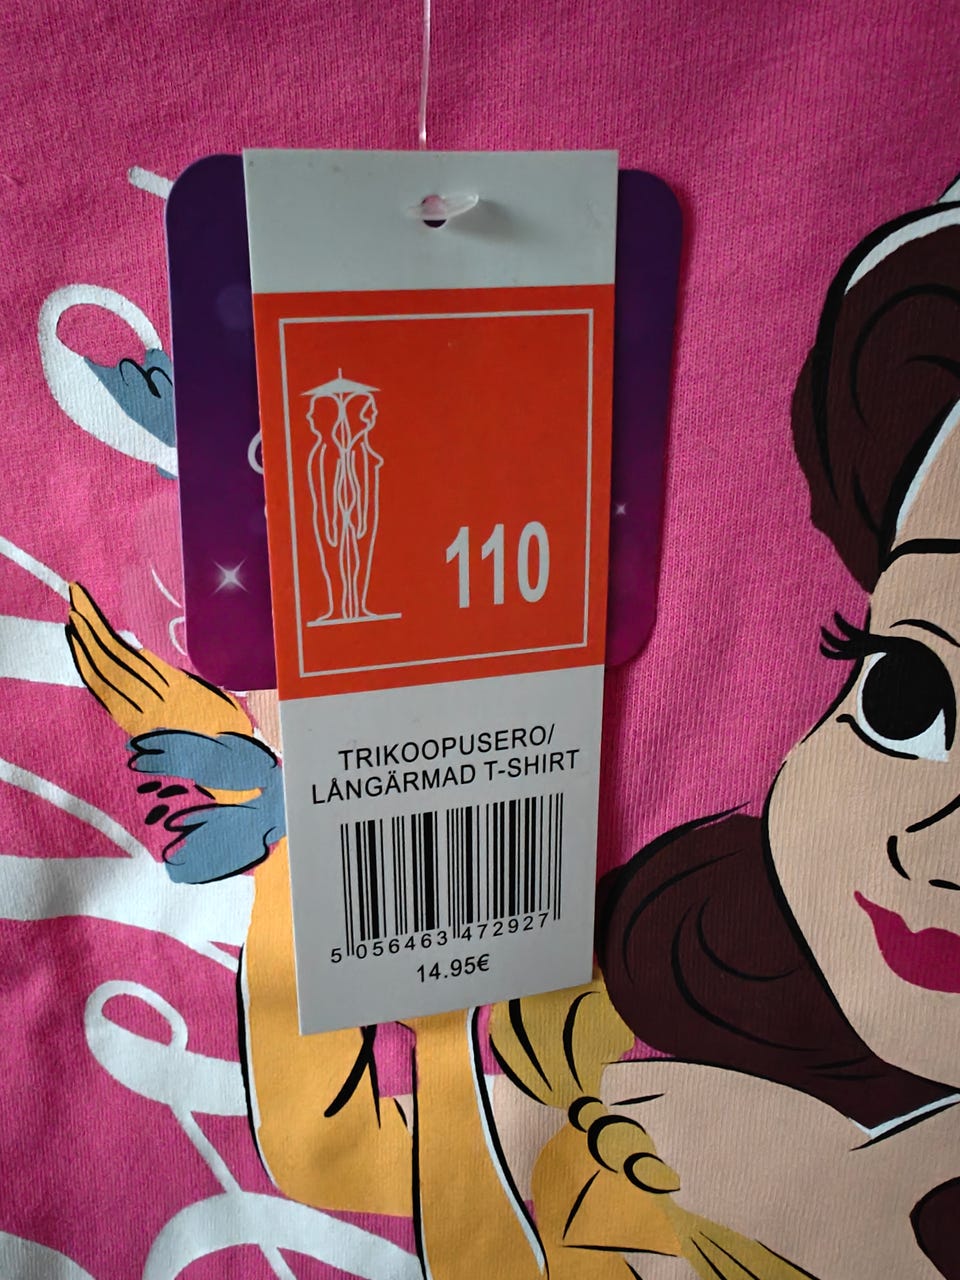 110
TRIKOOPUSERO/
LÅNGÄRMAD T-SHIRT
5 056463 472927
14.95€